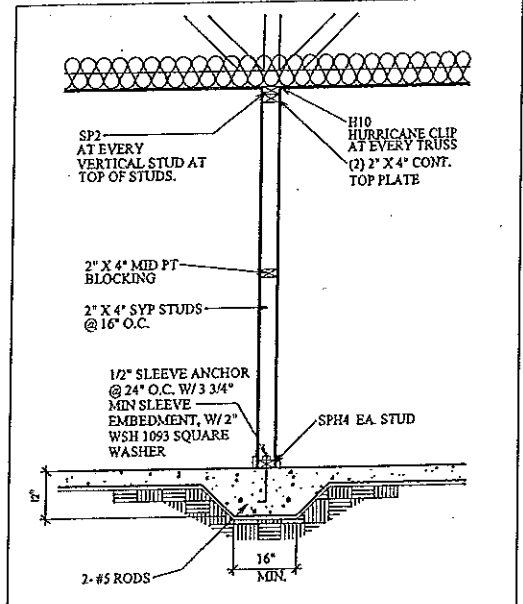 SP2
AT EVERY
VERTICAL STUD AT
TOP OF STUDS.
H10
HURRICANE CLIP
AT EVERY TRUSS
(2) 2" X 4" CONT.
TOP PLATE
2" X 4" MID PT
BLOCKING
2" X 4" SYP STUDS
@ 16" O.C.
1/2" SLEEVE ANCHOR
@ 24" O.C. W/ 3 3/4"
MIN SLEEVE
EMBEDMENT, W/ 2"
WSH 1093 SQUARE
WASHER
SPH4 EA. STUD
12"
16"
MIN.
2- #5 RODS